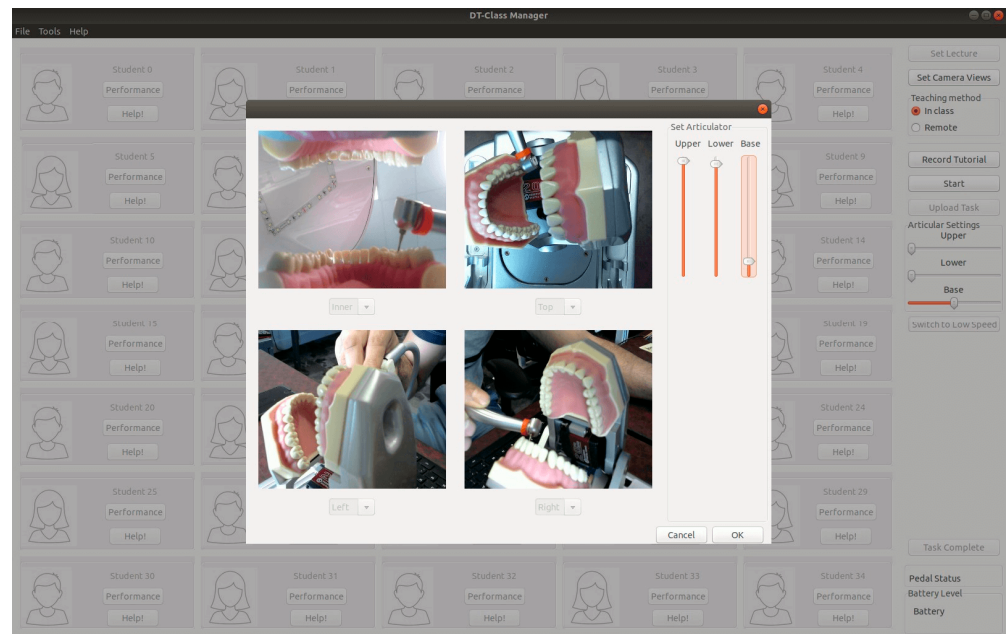 DT-Class Manager
File Tools Help
Student 0
Performance
Help!
Student 1
Performance
Student 2
Performance
Student 3
Performance
Student 4
Performance
Help!
Set Lecture
Set Camera Views
Teaching method
In class
Remote
Record Tutorial
Start
Upload Task
Articular Settings
Upper
Lower
Base
Switch to Low Speed
Task Complete
Pedal Status
Battery Level
Battery
Set Articulator
Upper Lower Base
Inner
Top
Left
Right
Cancel
OK
Student 5
Performance
Help!
Student 9
Performance
Help!
Student 10
Performance
Help!
Student 14
Performance
Help!
Student 15
Performance
Help!
Student 19
Performance
Help!
Student 20
Performance
Help!
Student 24
Performance
Help!
Student 25
Performance
Help!
Student 29
Performance
Help!
Student 30
Performance
Help!
Student 31
Performance
Help!
Student 32
Performance
Help!
Student 33
Performance
Help!
Student 34
Performance
Help!